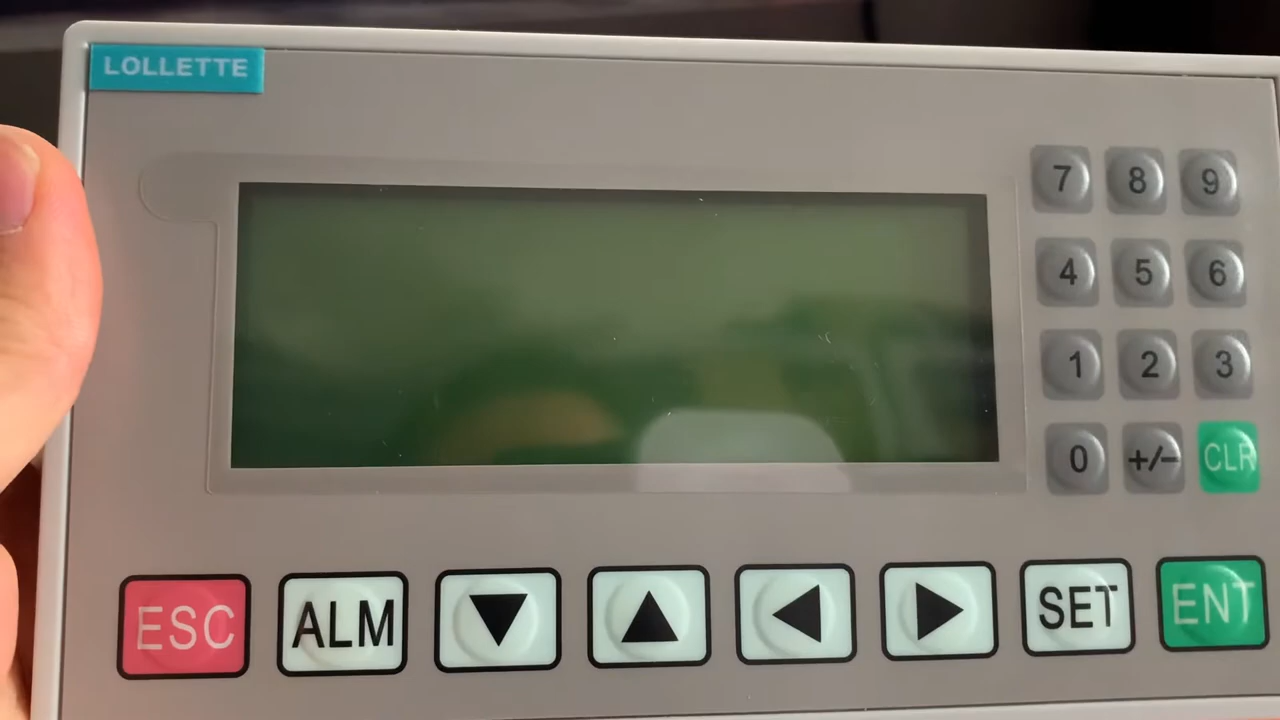 LOLLETTE
7 8 9
4 5 6
1 2 3
0 +/− CLR
ESC ALM SET ENT